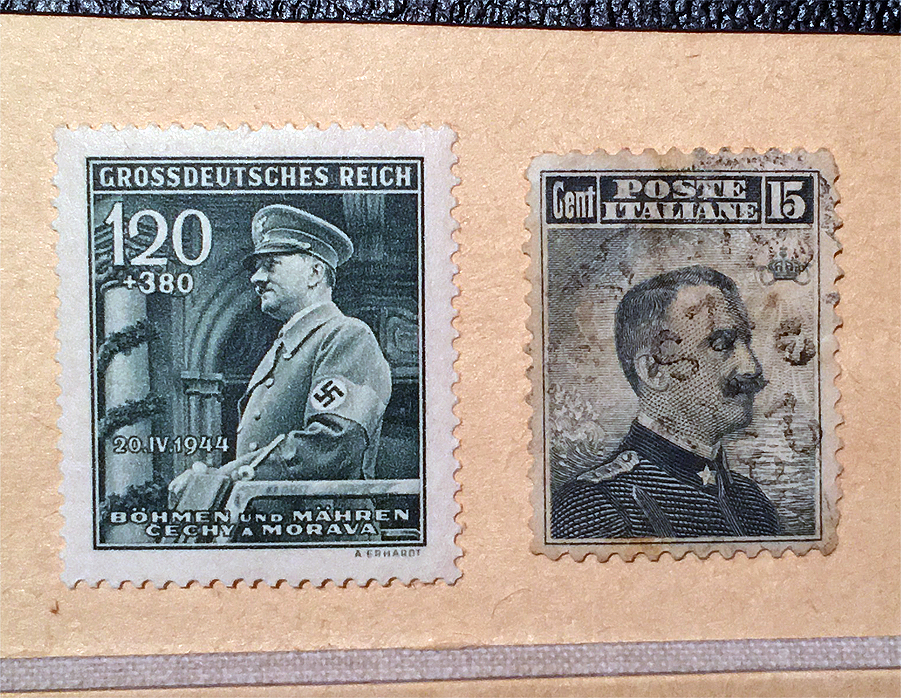 GROSSDEUTSCHES REICH
120
+380
20.IV.1944
BÖHMEN UND MÄHREN
ČECHY A MORAVA
A. ERHARDT
Cent
POSTE
ITALIANE
15